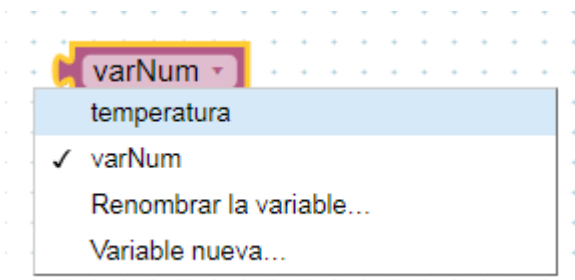 varNum
temperatura
✓ varNum
Renombrar la variable...
Variable nueva...